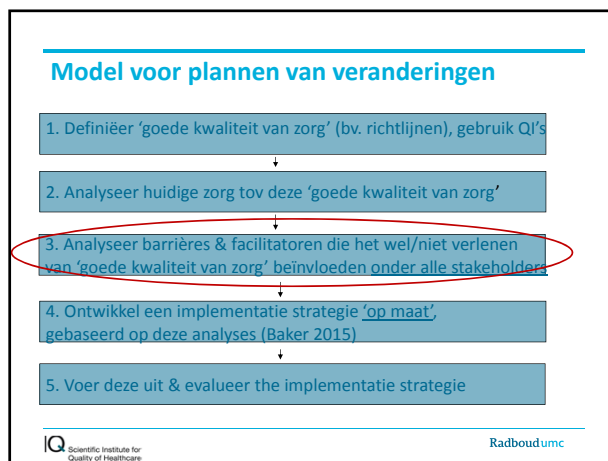 Model voor plannen van veranderingen
1. Definiëer ‘goede kwaliteit van zorg’ (bv. richtlijnen), gebruik QI’s
2. Analyseer huidige zorg tov deze ‘goede kwaliteit van zorg’
3. Analyseer barrières & facilitatoren die het wel/niet verlenen
van ‘goede kwaliteit van zorg’ beïnvloeden onder alle stakeholders
4. Ontwikkel een implementatie strategie ‘op maat’,
gebaseerd op deze analyses (Baker 2015)
5. Voer deze uit & evalueer the implementatie strategie
IQ Scientific Institute for
Quality of Healthcare
Radboudumc